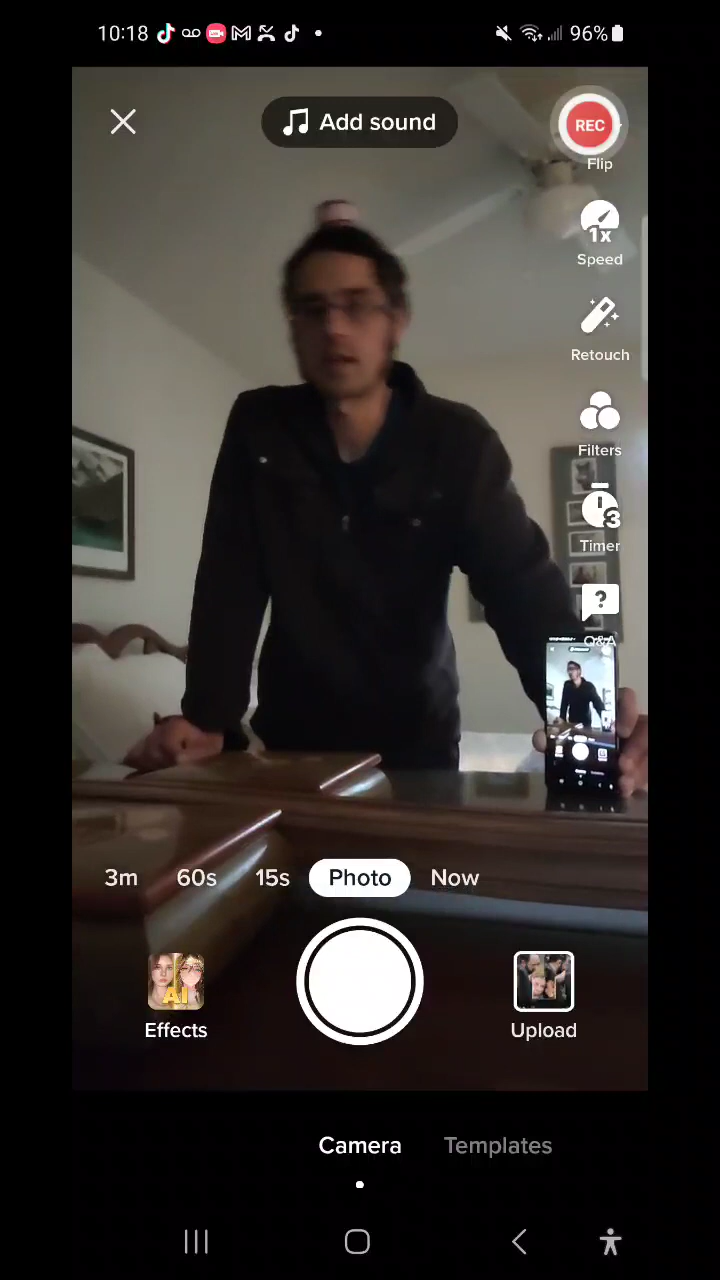 10:18 96%
Add sound
REC
Flip
1x
Speed
Retouch
Filters
3
Timer
?
Q&A
3m 60s 15s Photo Now
AI
Effects
Upload
Camera Templates